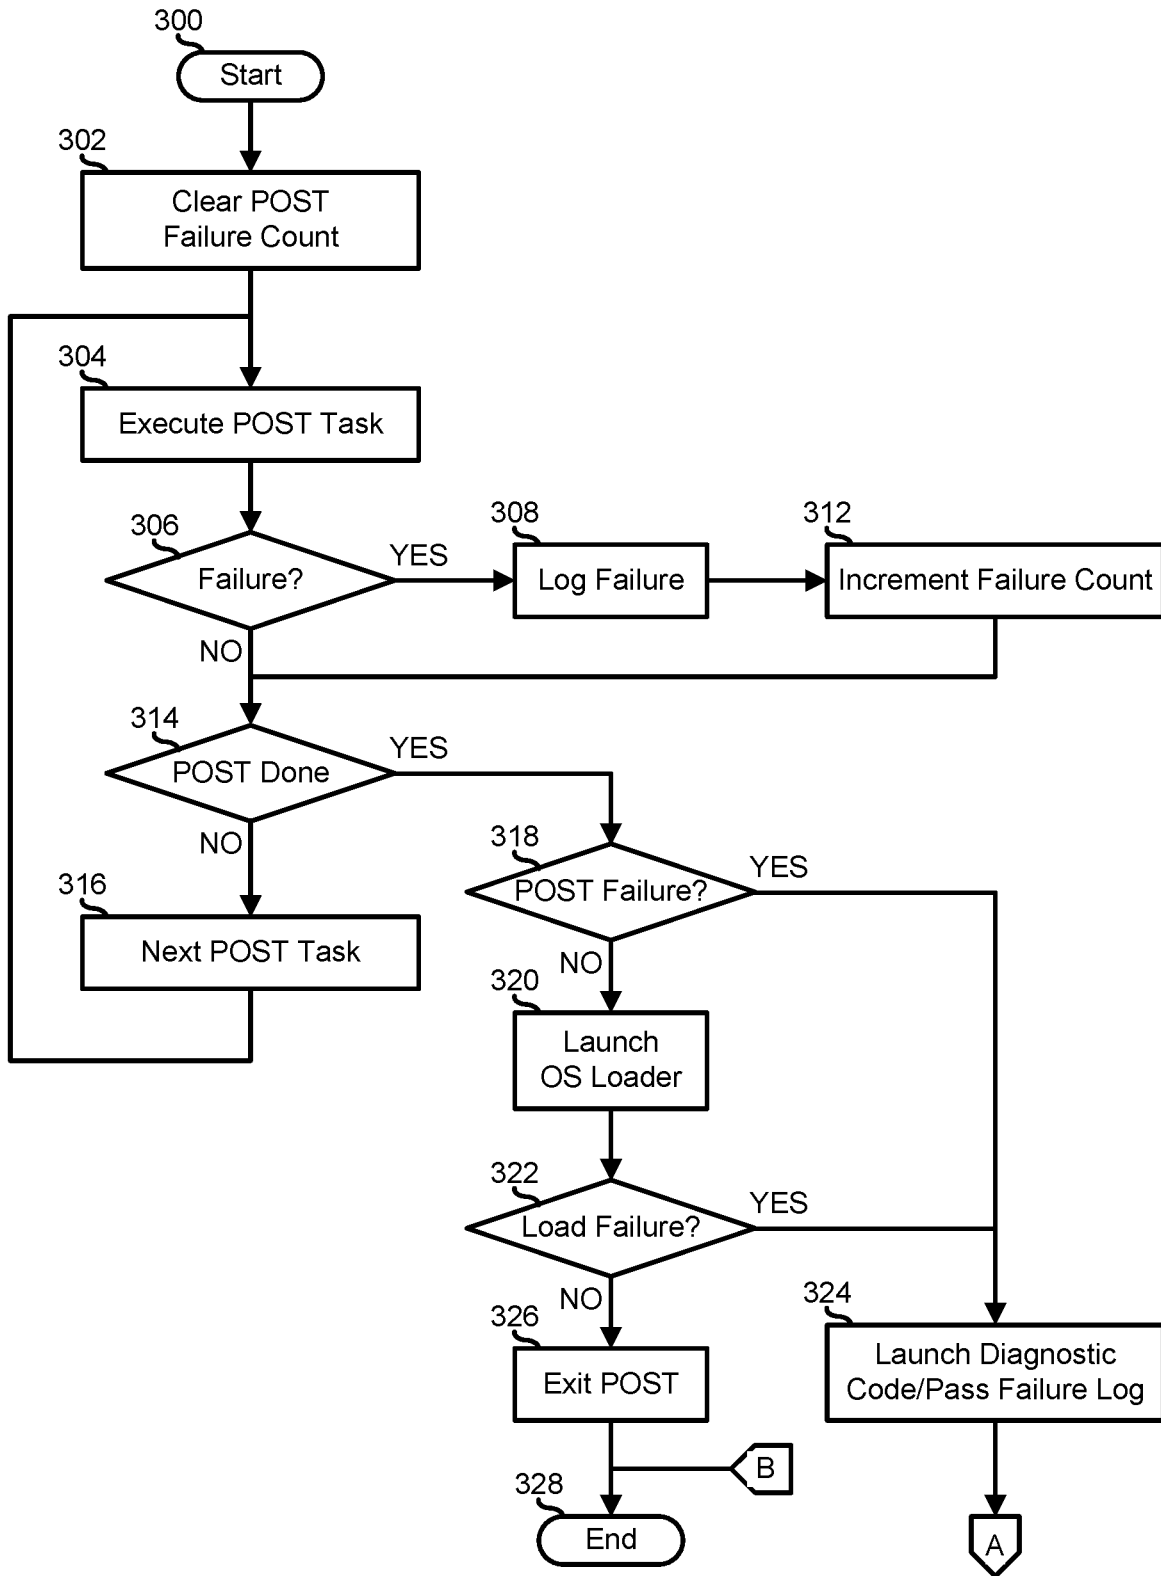 300
Start
302
Clear POST
Failure Count
304
Execute POST Task
306
Failure?
YES
NO
308
Log Failure
312
Increment Failure Count
314
POST Done
YES
NO
316
Next POST Task
318
POST Failure?
YES
NO
320
Launch
OS Loader
322
Load Failure?
YES
NO
324
Launch Diagnostic
Code/Pass Failure Log
326
Exit POST
B
328
End
A